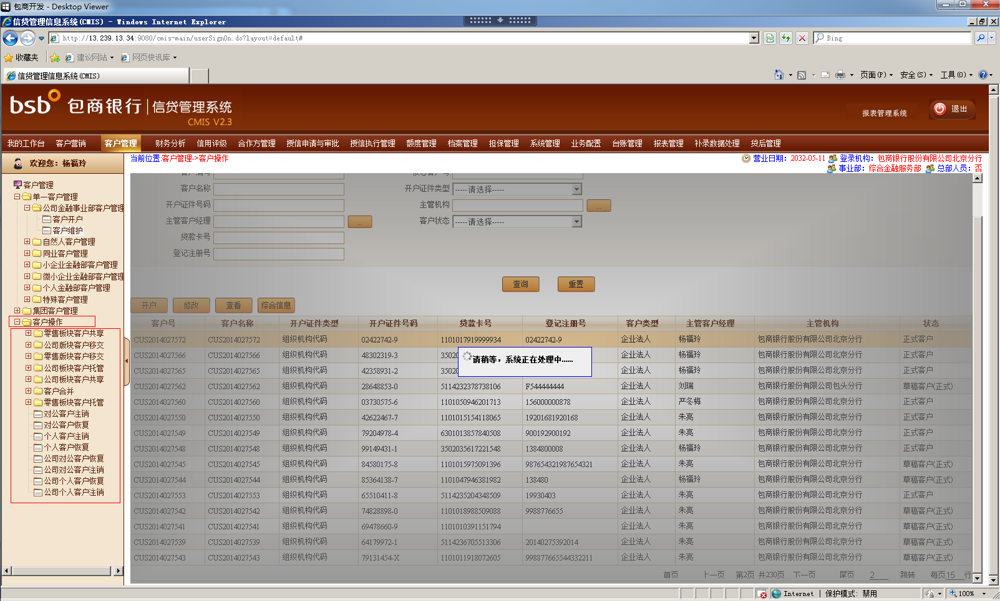 包商开发 - Desktop Viewer
信贷管理信息系统(CMIS) - Windows Internet Explorer
http://13.239.13.34:9080/cmis-main/userSignOn.do?layout=default#
Bing
收藏夹 建议网站 网页快讯库
信贷管理信息系统(CMIS)
页面(P) 安全(S) 工具(O)
bsb 包商银行 | 信贷管理系统
CMIS V2.3
报表管理系统 退出
我的工作台 客户营销 客户管理 财务分析 信用评级 合作方管理 授信申请与审批 授信执行管理 额度管理 档案管理 担保管理 系统管理 业务配置 台账管理 报表管理 补录数据处理 贷后管理
欢迎您：杨福玲
当前位置:客户管理->客户操作
营业日期：2032-05-11 登录机构：包商银行股份有限公司北京分行
事业部：综合金融服务部 总部人员：否
客户管理
单一客户管理
公司金融事业部客户管理
客户开户
客户维护
自然人客户管理
同业客户管理
小企业金融部客户管理
微小企业金融部客户管理
个人金融部客户管理
特殊客户管理
集团客户管理
客户操作
零售板块客户共享
公司版块客户移交
零售版块客户移交
公司板块客户托管
公司板块客户共享
客户合并
零售板块客户托管
对公客户注销
对公客户恢复
个人客户注销
个人客户恢复
公司对公客户恢复
公司对公客户注销
公司个人客户恢复
公司个人客户注销
客户名称 开户证件类型 -----请选择-----
开户证件号码 主管机构 ...
主管客户经理 ... 客户状态 -----请选择-----
贷款卡号
登记注册号
查询 重置
开户 修改 查看 综合信息
客户号 客户名称 开户证件类型 开户证件号码 贷款卡号 登记注册号 客户类型 主管客户经理 主管机构 状态
CUS2014027572 CUS2014027572 组织机构代码 02422742-9 1101017919999934 02422742-9 企业法人 杨福玲 包商银行股份有限公司北京分行 正式客户
CUS2014027566 CUS2014027566 组织机构代码 48302319-3 3502 企业法人 杨福玲 包商银行股份有限公司北京分行 正式客户
请稍等，系统正在处理中......
CUS2014027565 CUS2014027565 组织机构代码 42358931-2 3502 企业法人 杨福玲 包商银行股份有限公司北京分行 正式客户
CUS2014027562 CUS2014027562 组织机构代码 28648853-0 5114232378738106 F544444444 企业法人 刘瑞 包商银行股份有限公司包头分行 草稿客户(正式)
CUS2014027560 CUS2014027560 组织机构代码 03730575-6 1101050946201713 156000000878 企业法人 严冬梅 包商银行股份有限公司北京分行 正式客户
CUS2014027550 CUS2014027550 组织机构代码 42622467-7 1101015154118065 19201681920168 企业法人 朱亮 包商银行股份有限公司北京分行 正式客户
CUS2014027549 CUS2014027549 组织机构代码 79204978-4 6301013857840508 900192900192 企业法人 朱亮 包商银行股份有限公司北京分行 正式客户
CUS2014027548 CUS2014027548 组织机构代码 99149431-1 3502035617221548 1384800008 企业法人 杨福玲 包商银行股份有限公司北京分行 正式客户
CUS2014027545 CUS2014027545 组织机构代码 84580175-8 1101015975091396 987654321987654321 企业法人 朱亮 包商银行股份有限公司北京分行 草稿客户(正式)
CUS2014027544 CUS2014027544 组织机构代码 85364138-7 1101047946381982 138480 企业法人 杨福玲 包商银行股份有限公司北京分行 草稿客户(正式)
CUS2014027553 CUS2014027553 组织机构代码 65510411-8 5114235204348509 19930403 企业法人 朱亮 包商银行股份有限公司北京分行 正式客户
CUS2014027542 CUS2014027542 组织机构代码 74828898-0 1101018988509088 9988776655 企业法人 朱亮 包商银行股份有限公司北京分行 草稿客户(正式)
CUS2014027541 CUS2014027541 组织机构代码 69478660-9 1101010391151794 企业法人 朱亮 包商银行股份有限公司北京分行 草稿客户(正式)
CUS2014027539 CUS2014027539 组织机构代码 64179972-1 5114236705513306 20140275392014 企业法人 朱亮 包商银行股份有限公司北京分行 草稿客户(正式)
CUS2014027543 CUS2014027543 组织机构代码 79131454-X 1101011918072605 998877665544332211 企业法人 朱亮 包商银行股份有限公司北京分行 草稿客户(正式)
首页 上一页 第2页 共230页 下一页 尾页 2 跳转 每页15 行
Internet | 保护模式: 禁用 100%